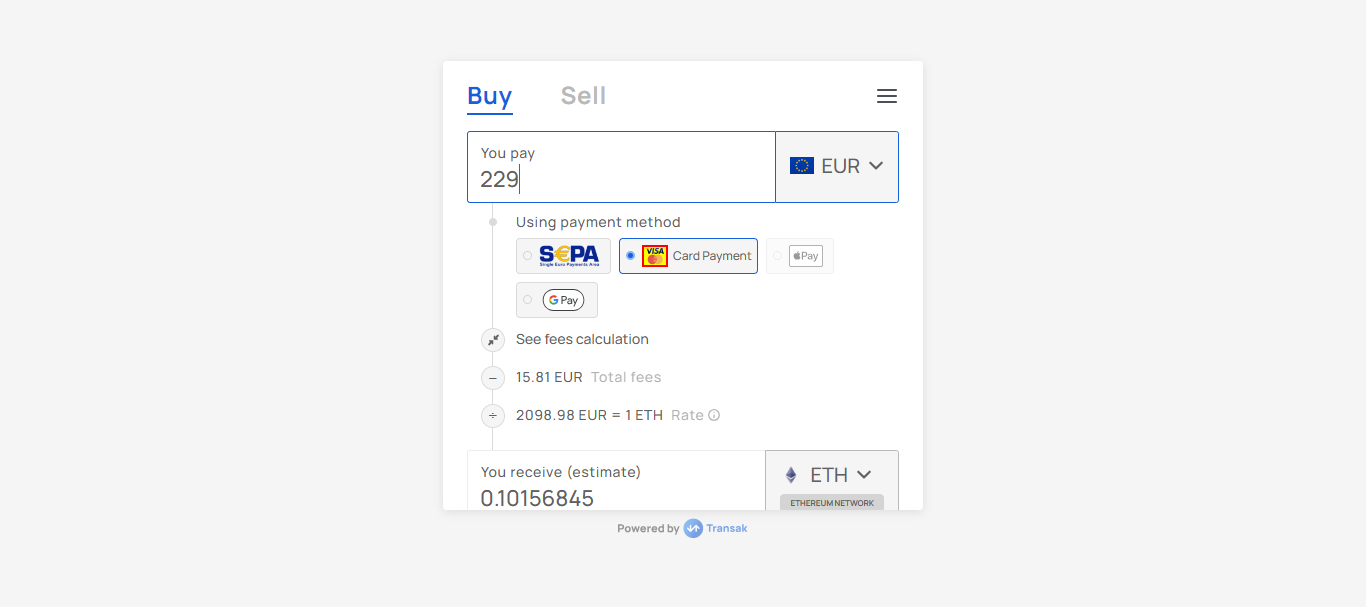 Buy Sell
You pay
229
EUR
Using payment method
S€PA
Single Euro Payments Area
VISA
Card Payment
Pay
G Pay
See fees calculation
15.81 EUR Total fees
2098.98 EUR = 1 ETH Rate
You receive (estimate)
0.10156845
ETH
ETHEREUM NETWORK
Powered by Transak